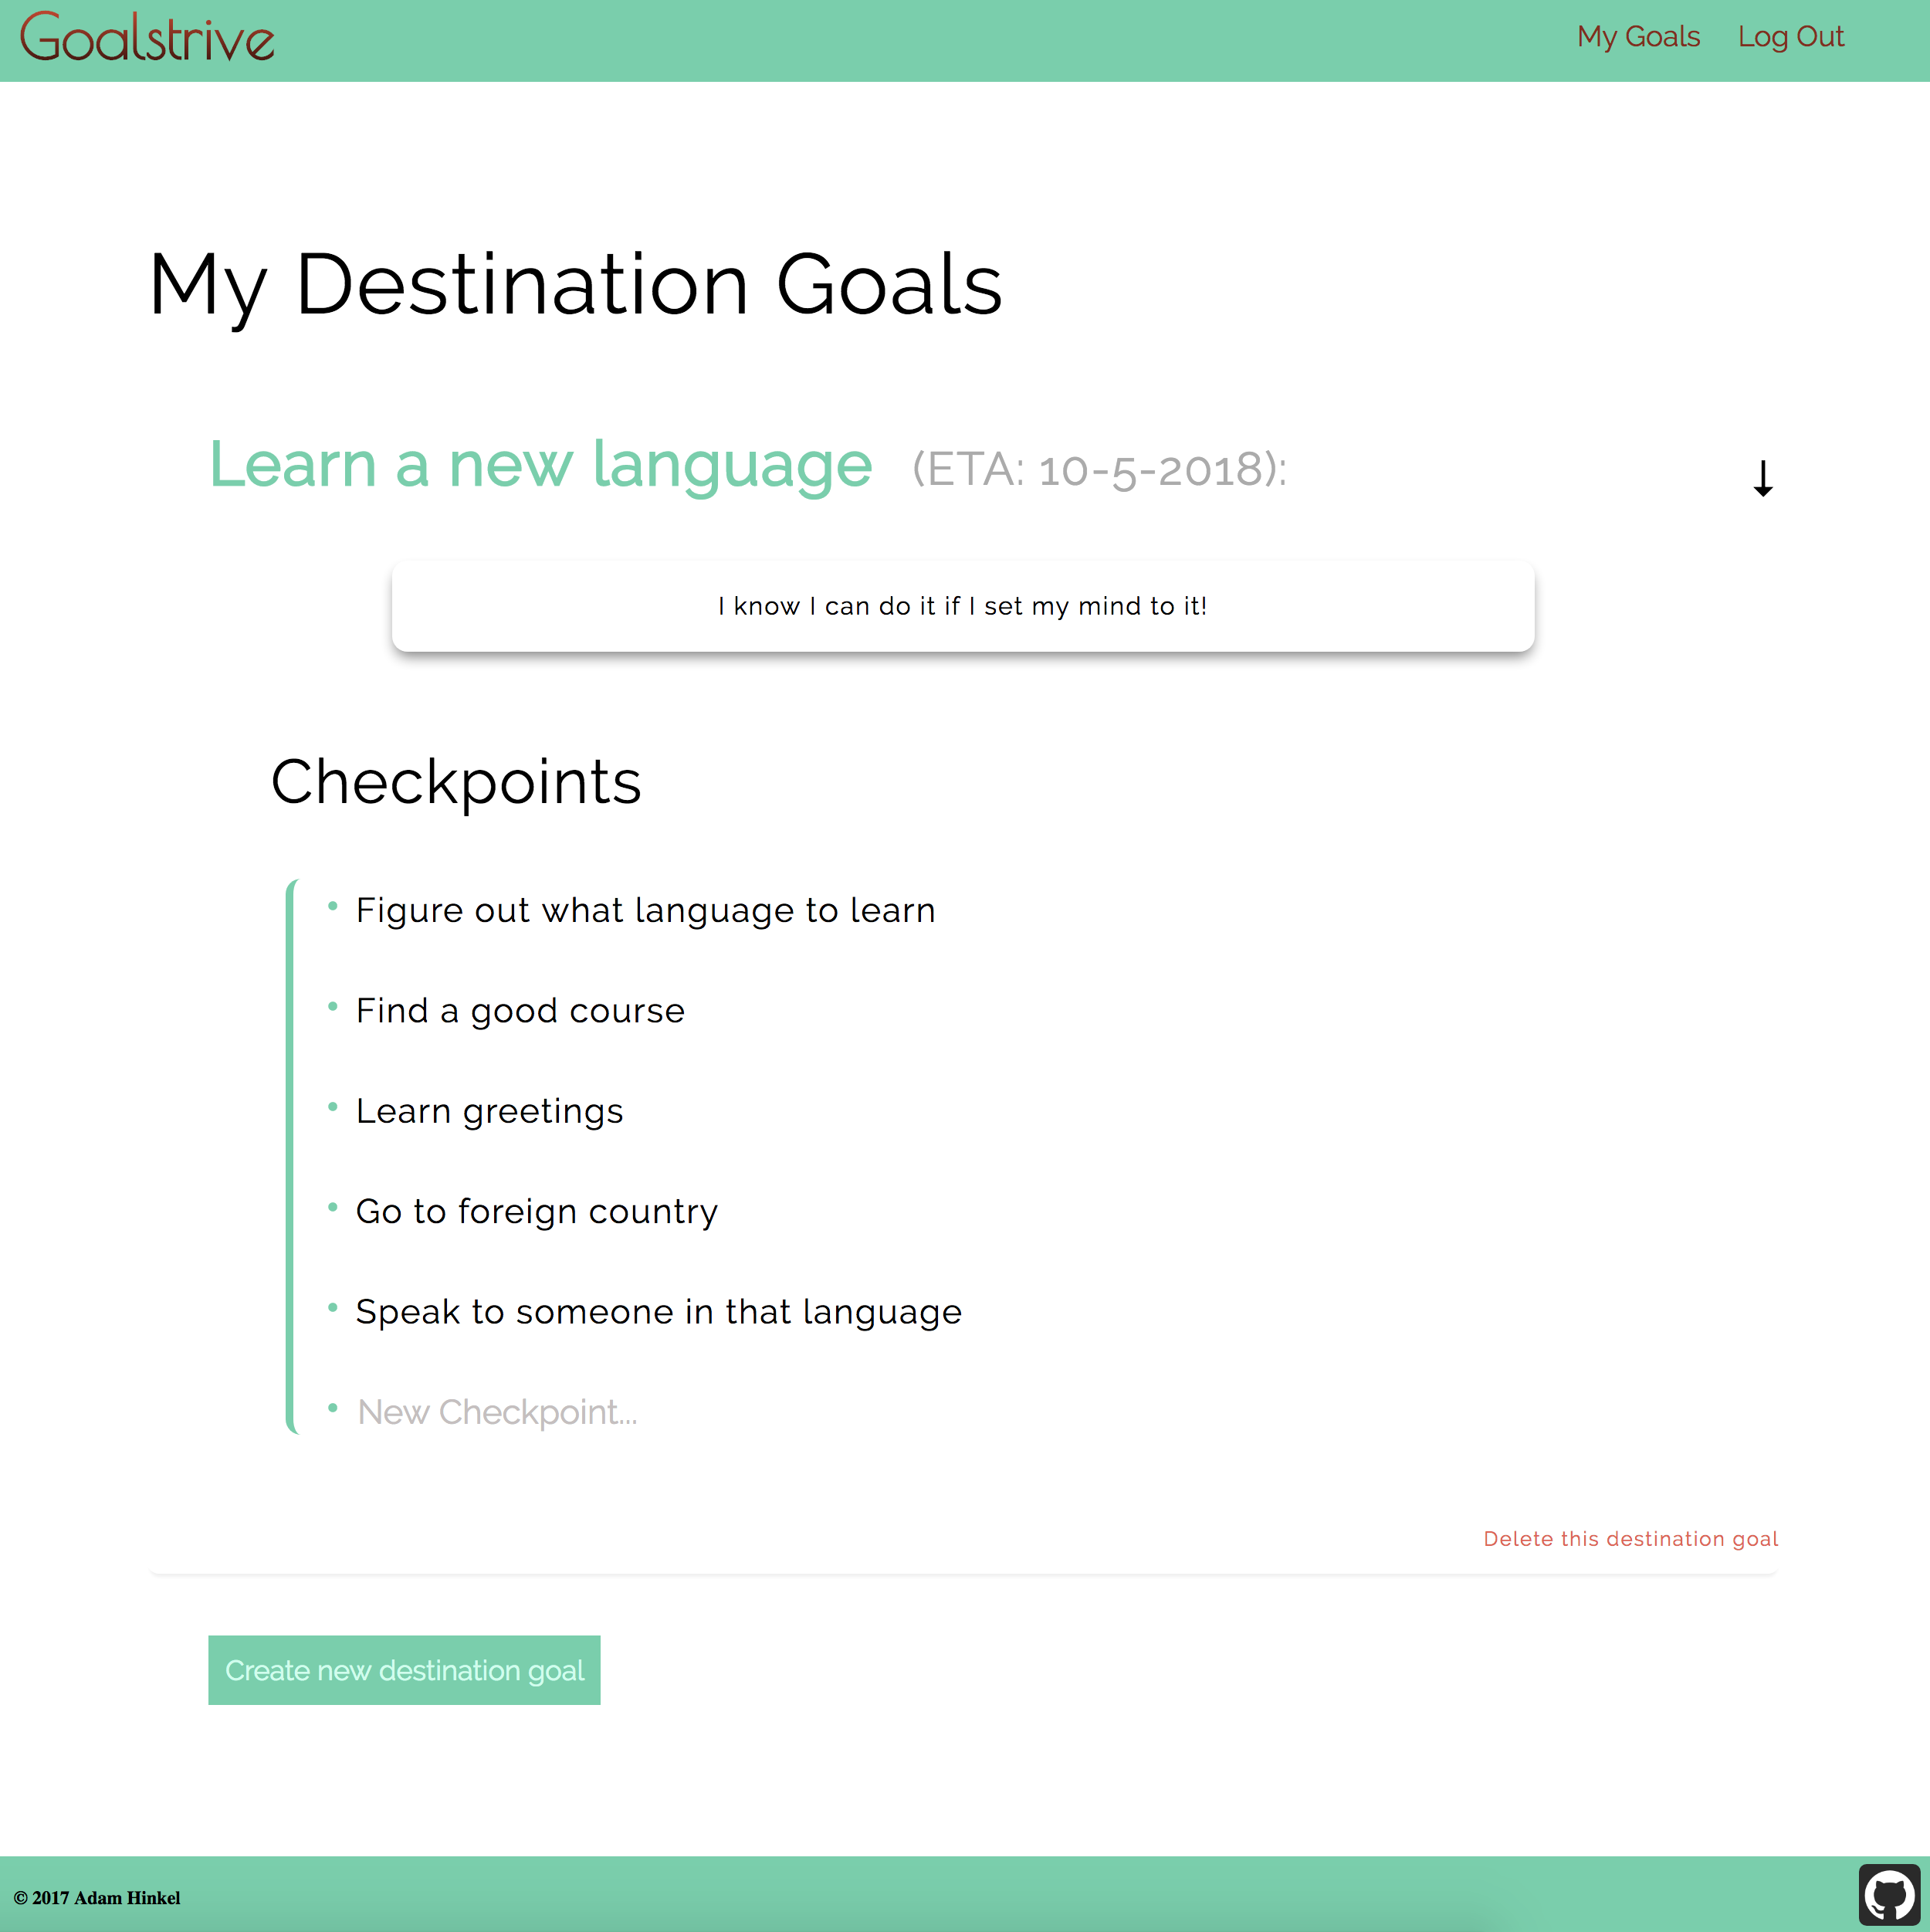 Goalstrive
My Goals
Log Out
My Destination Goals
Learn a new language (ETA: 10-5-2018):
I know I can do it if I set my mind to it!
Checkpoints
• Figure out what language to learn
• Find a good course
• Learn greetings
• Go to foreign country
• Speak to someone in that language
• New Checkpoint...
Delete this destination goal
Create new destination goal
© 2017 Adam Hinkel